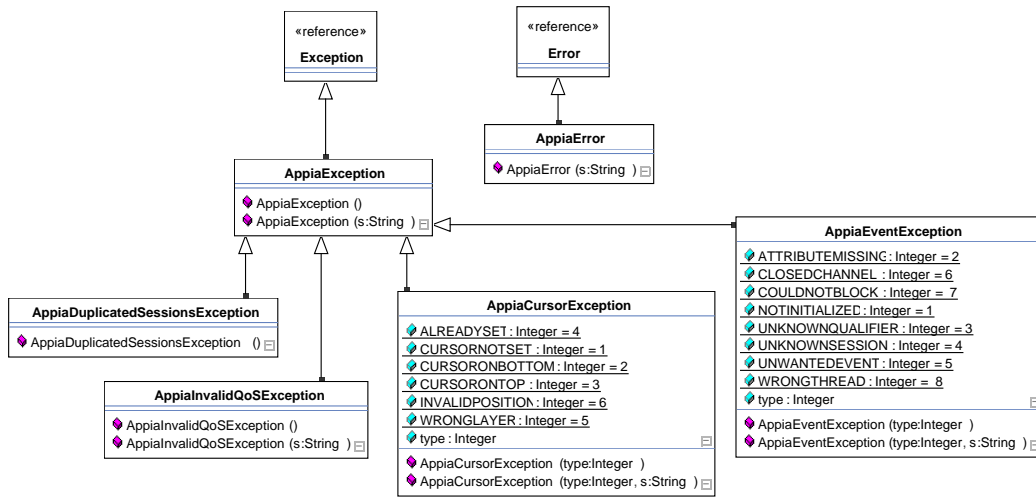 «reference»
Exception
«reference»
Error
AppiaError
AppiaError (s:String )
AppiaException
AppiaException ()
AppiaException (s:String )
AppiaEventException
ATTRIBUTEMISSING : Integer = 2
CLOSEDCHANNEL : Integer = 6
COULDNOTBLOCK : Integer = 7
NOTINITIALIZED : Integer = 1
UNKNOWNQUALIFIER : Integer = 3
UNKNOWNSESSION : Integer = 4
UNWANTEDEVENT : Integer = 5
WRONGTHREAD : Integer = 8
type : Integer
AppiaEventException (type:Integer )
AppiaEventException (type:Integer, s:String )
AppiaDuplicatedSessionsException
AppiaDuplicatedSessionsException ()
AppiaCursorException
ALREADYSET : Integer = 4
CURSORNOTSET : Integer = 1
CURSORONBOTTOM : Integer = 2
CURSORONTOP : Integer = 3
INVALIDPOSITION : Integer = 6
WRONGLAYER : Integer = 5
type : Integer
AppiaCursorException (type:Integer )
AppiaCursorException (type:Integer, s:String )
AppiaInvalidQoSException
AppiaInvalidQoSException ()
AppiaInvalidQoSException (s:String )